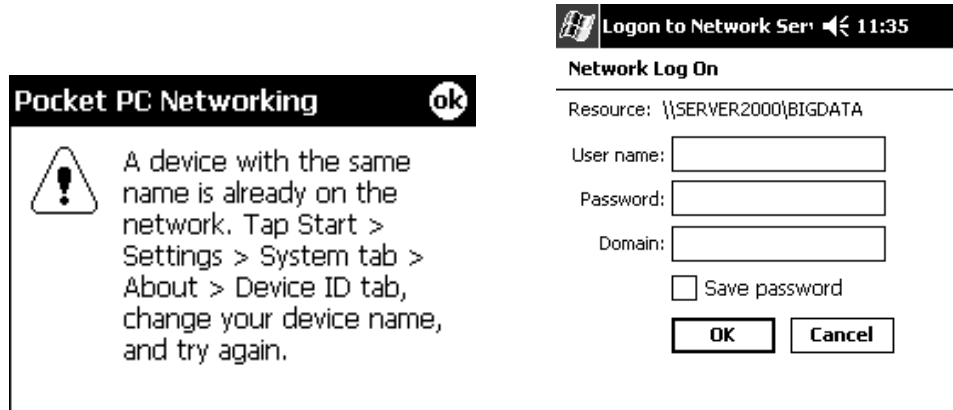 Pocket PC Networking ok
A device with the same
name is already on the
network. Tap Start >
Settings > System tab >
About > Device ID tab,
change your device name,
and try again.
Logon to Network Ser 11:35
Network Log On
Resource: \\SERVER2000\BIGDATA
User name:
Password:
Domain:
Save password
OK Cancel